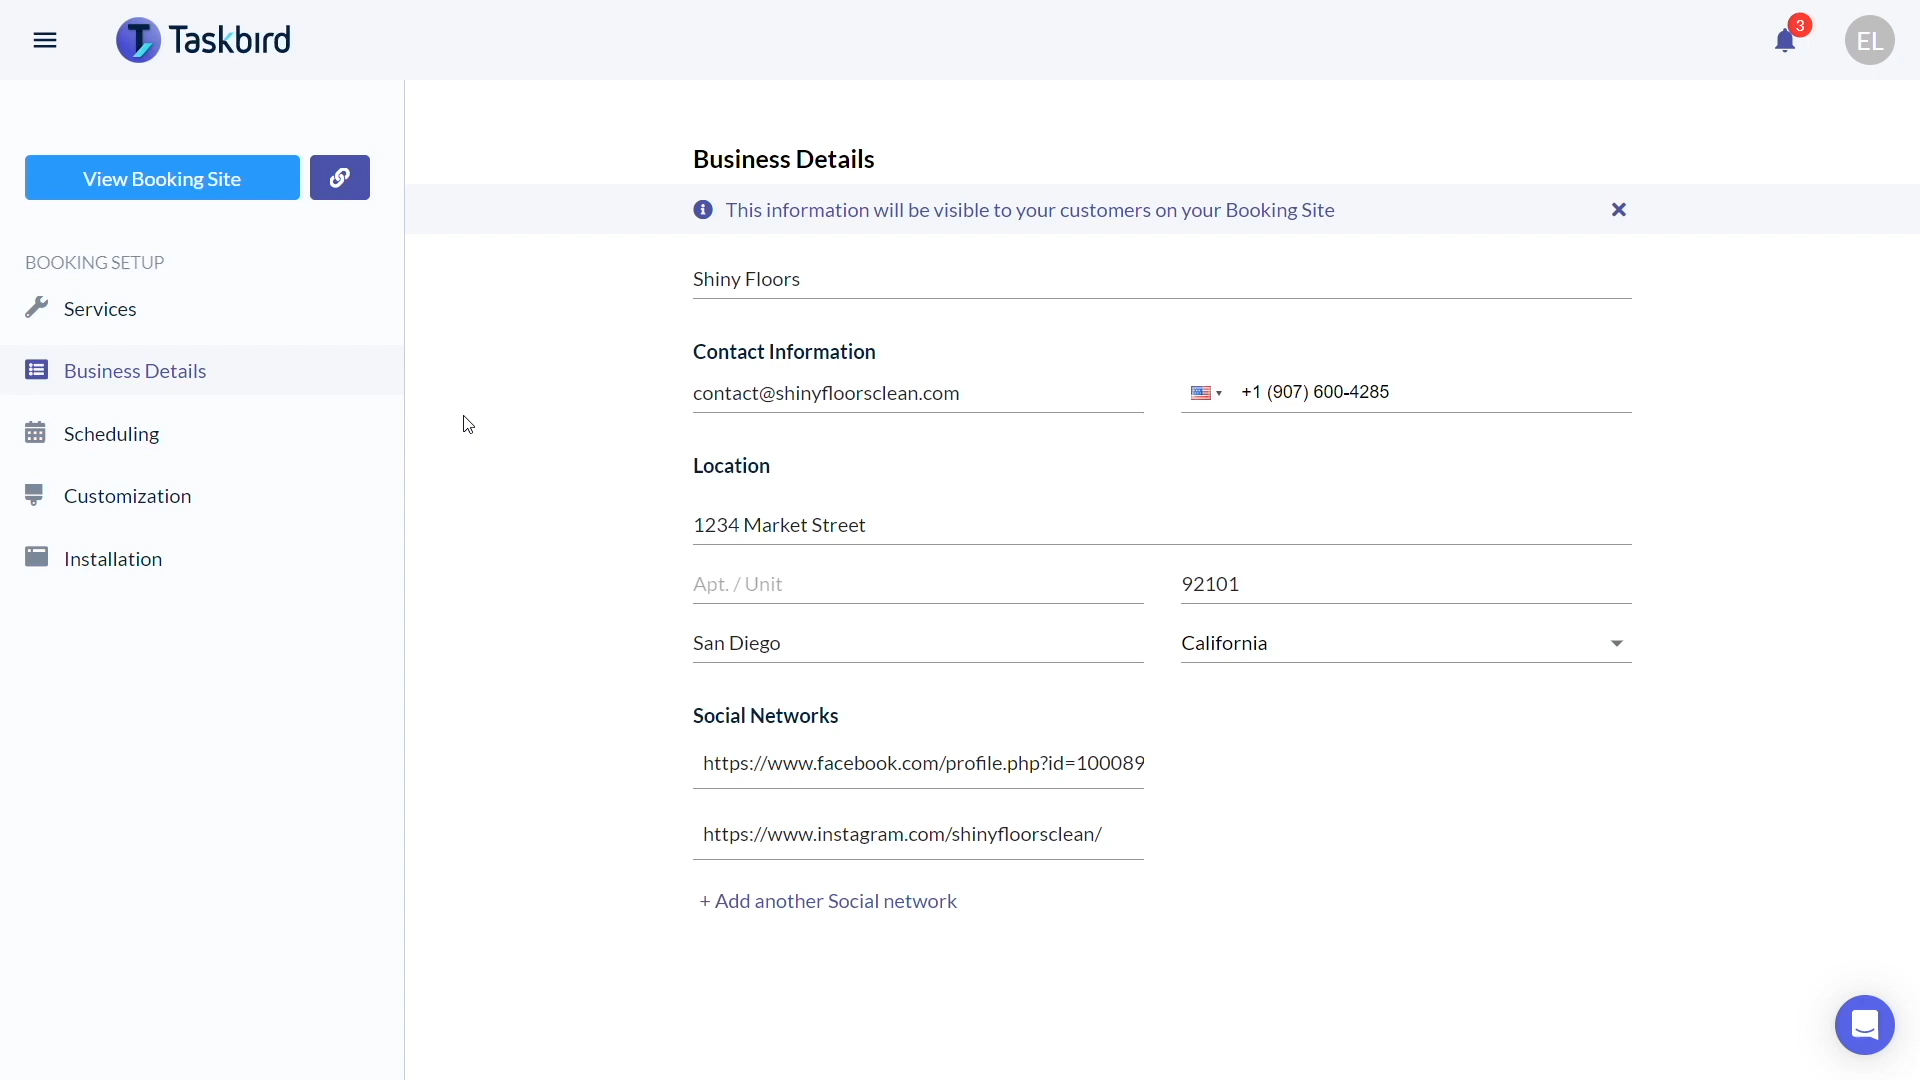 Taskbird
3
EL
View Booking Site
BOOKING SETUP
Services
Business Details
Scheduling
Customization
Installation
Business Details
This information will be visible to your customers on your Booking Site
Shiny Floors
Contact Information
contact@shinyfloorsclean.com
+1 (907) 600-4285
Location
1234 Market Street
Apt. / Unit
92101
San Diego
California
Social Networks
https://www.facebook.com/profile.php?id=100089
https://www.instagram.com/shinyfloorsclean/
+ Add another Social network